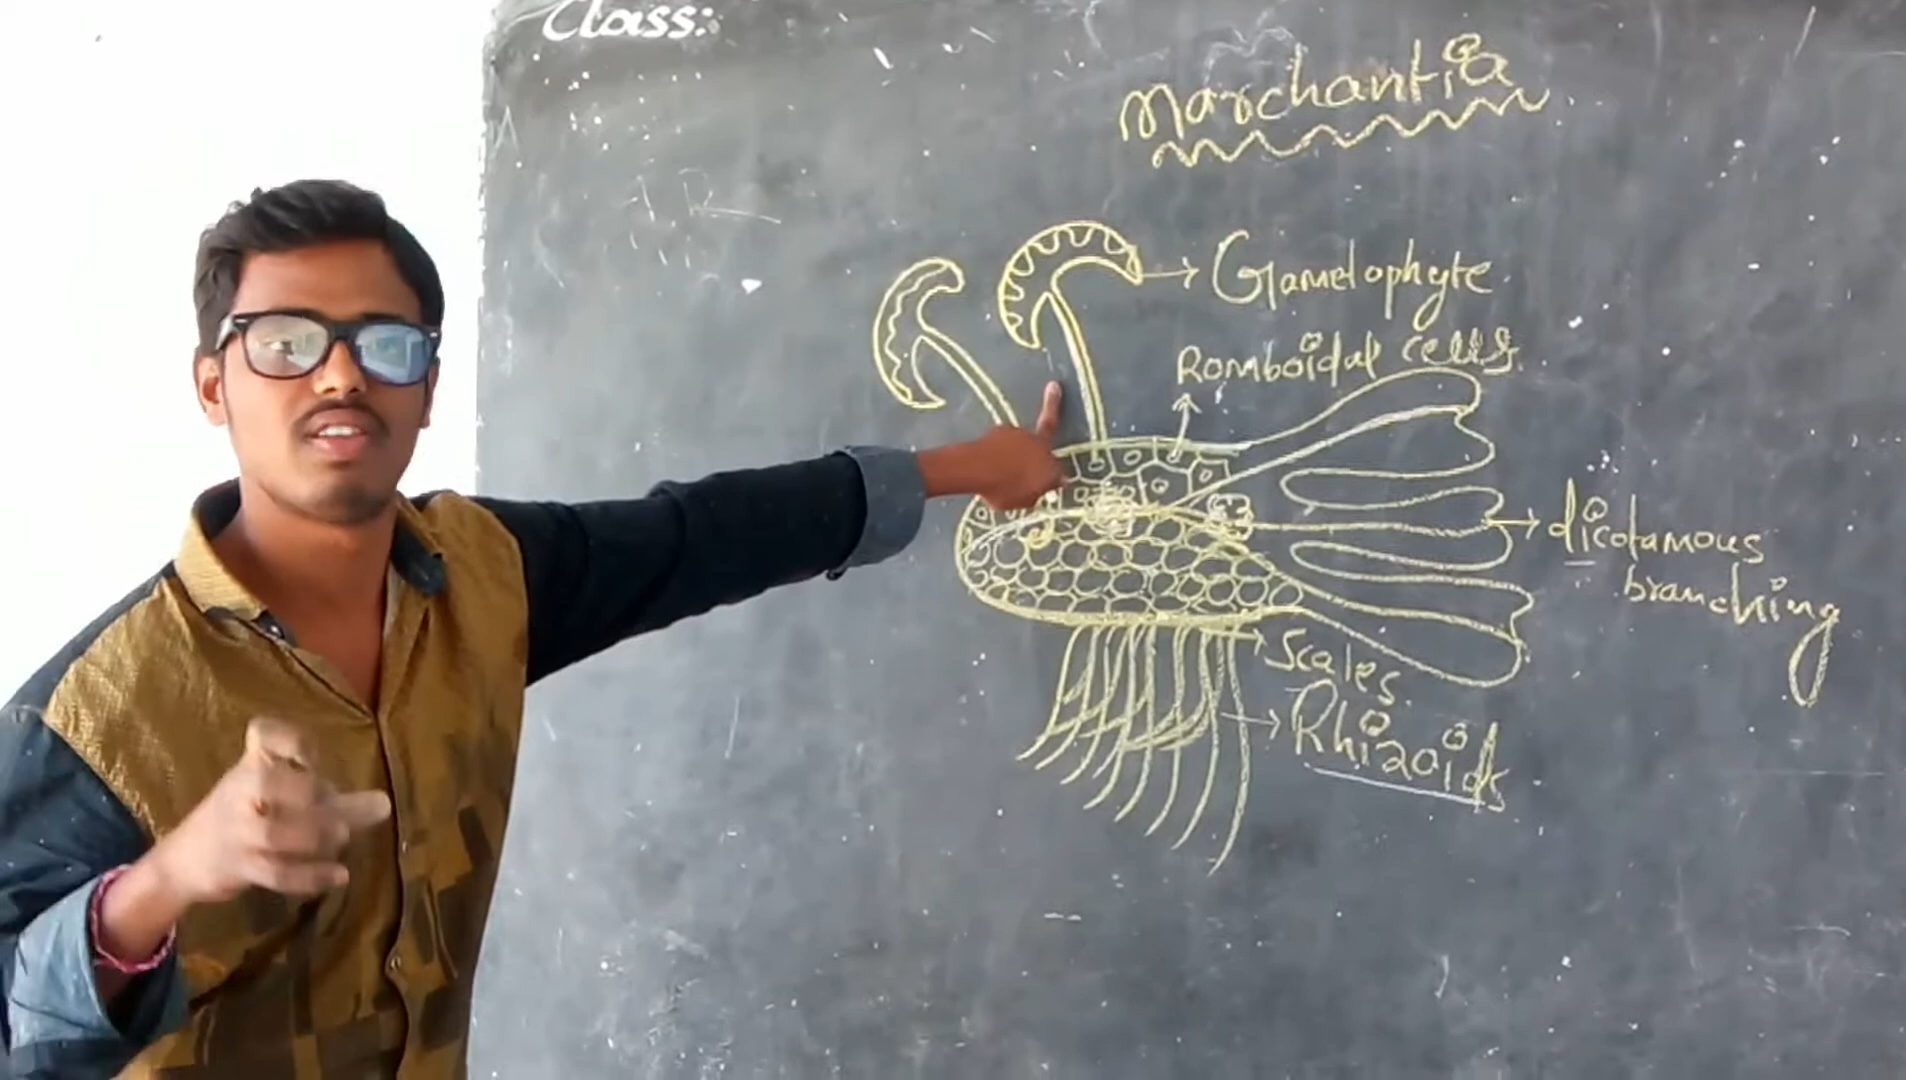 Class:
Marchantia
Gametophyte
Romboidal cells
dicotamous
branching
Scales
Rhizoids